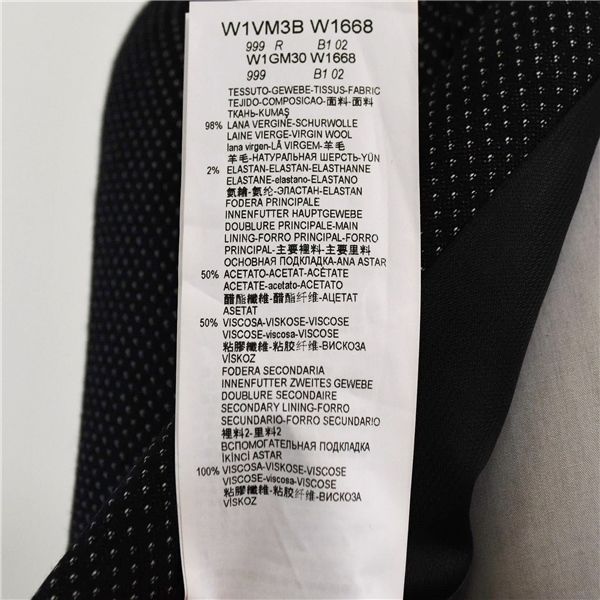 W1VM3B W1668
999 R B1 02
W1GM30 W1668
999 B1 02
TESSUTO-GEWEBE-TISSUS-FABRIC
TEJIDO-COMPOSICAO-面料-面料
ТКАНЬ-KUMAŞ
98% LANA VERGINE-SCHURWOLLE
LAINE VIERGE-VIRGIN WOOL
lana virgen-LÃ VIRGEM-羊毛
羊毛-НАТУРАЛЬНАЯ ШЕРСТЬ-YÜN
2% ELASTAN-ELASTAN-ELASTHANNE
ELASTANE-elastano-ELASTANO
氨綸-氨纶-ЭЛАСТАН-ELASTAN
FODERA PRINCIPALE
INNENFUTTER HAUPTGEWEBE
DOUBLURE PRINCIPALE-MAIN
LINING-FORRO PRINCIPAL-FORRO
PRINCIPAL-主要裡料-主要里料
ОСНОВНАЯ ПОДКЛАДКА-ANA ASTAR
50% ACETATO-ACETAT-ACÉTATE
ACETATE-acetato-ACETATO
醋酯纖維-醋酯纤维-АЦЕТАТ
ASETAT
50% VISCOSA-VISKOSE-VISCOSE
VISCOSE-viscosa-VISCOSE
粘膠纖維-粘胶纤维-ВИСКОЗА
VİSKOZ
FODERA SECONDARIA
INNENFUTTER ZWEITES GEWEBE
DOUBLURE SECONDAIRE
SECONDARY LINING-FORRO
SECUNDARIO-FORRO SECUNDARIO
裡料2-里料2
ВСПОМОГАТЕЛЬНАЯ ПОДКЛАДКА
İKİNCİ ASTAR
100% VISCOSA-VISKOSE-VISCOSE
VISCOSE-viscosa-VISCOSE
粘膠纖維-粘胶纤维-ВИСКОЗА
VİSKOZ